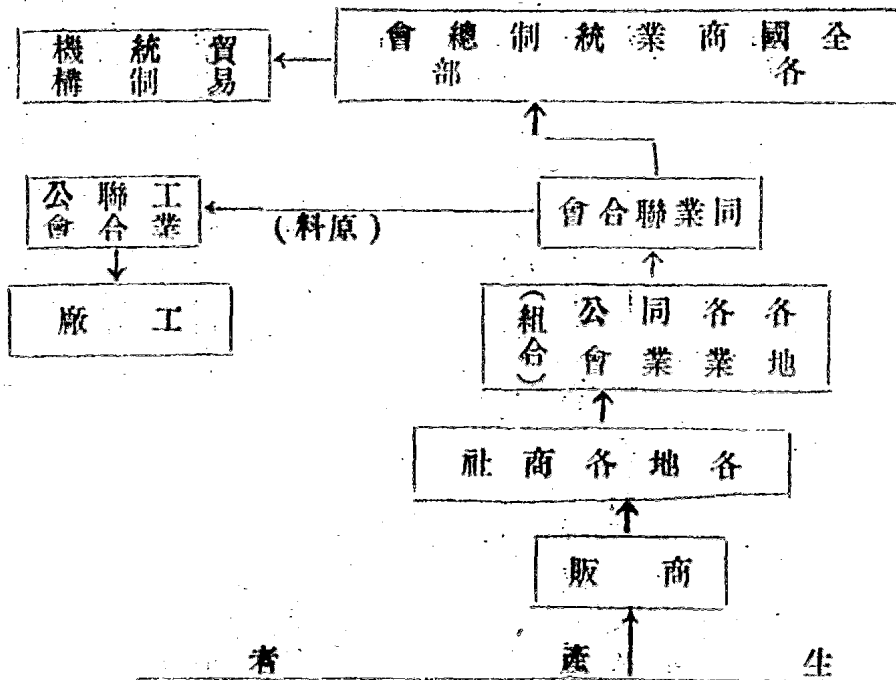 全國商業統制總會
各部
貿易統制機構
同業聯合會
(原料)
工業聯合公會
工廠
各地各業同業公會(組合)
各地各商社
商販
生產者